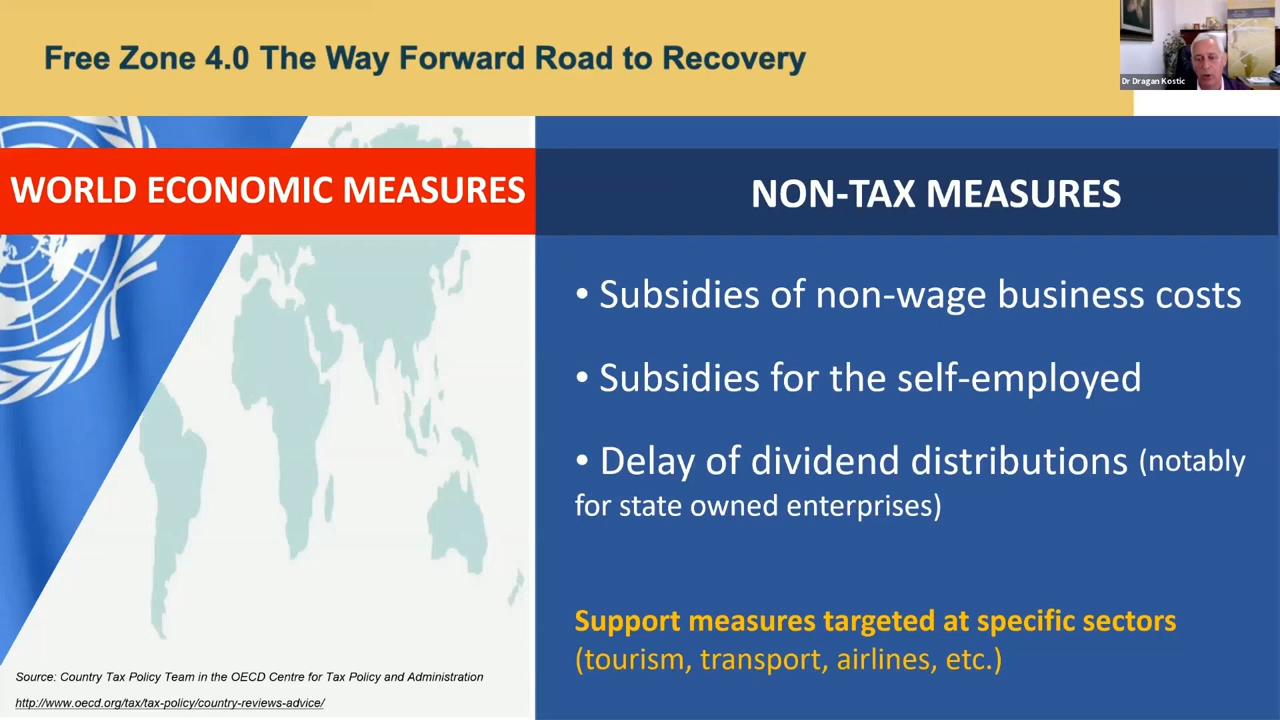 Free Zone 4.0 The Way Forward Road to Recovery
Dr Dragan Kostic
WORLD ECONOMIC MEASURES
NON-TAX MEASURES
• Subsidies of non-wage business costs
• Subsidies for the self-employed
• Delay of dividend distributions (notably
for state owned enterprises)
Support measures targeted at specific sectors
(tourism, transport, airlines, etc.)
Source: Country Tax Policy Team in the OECD Centre for Tax Policy and Administration
http://www.oecd.org/tax/tax-policy/country-reviews-advice/